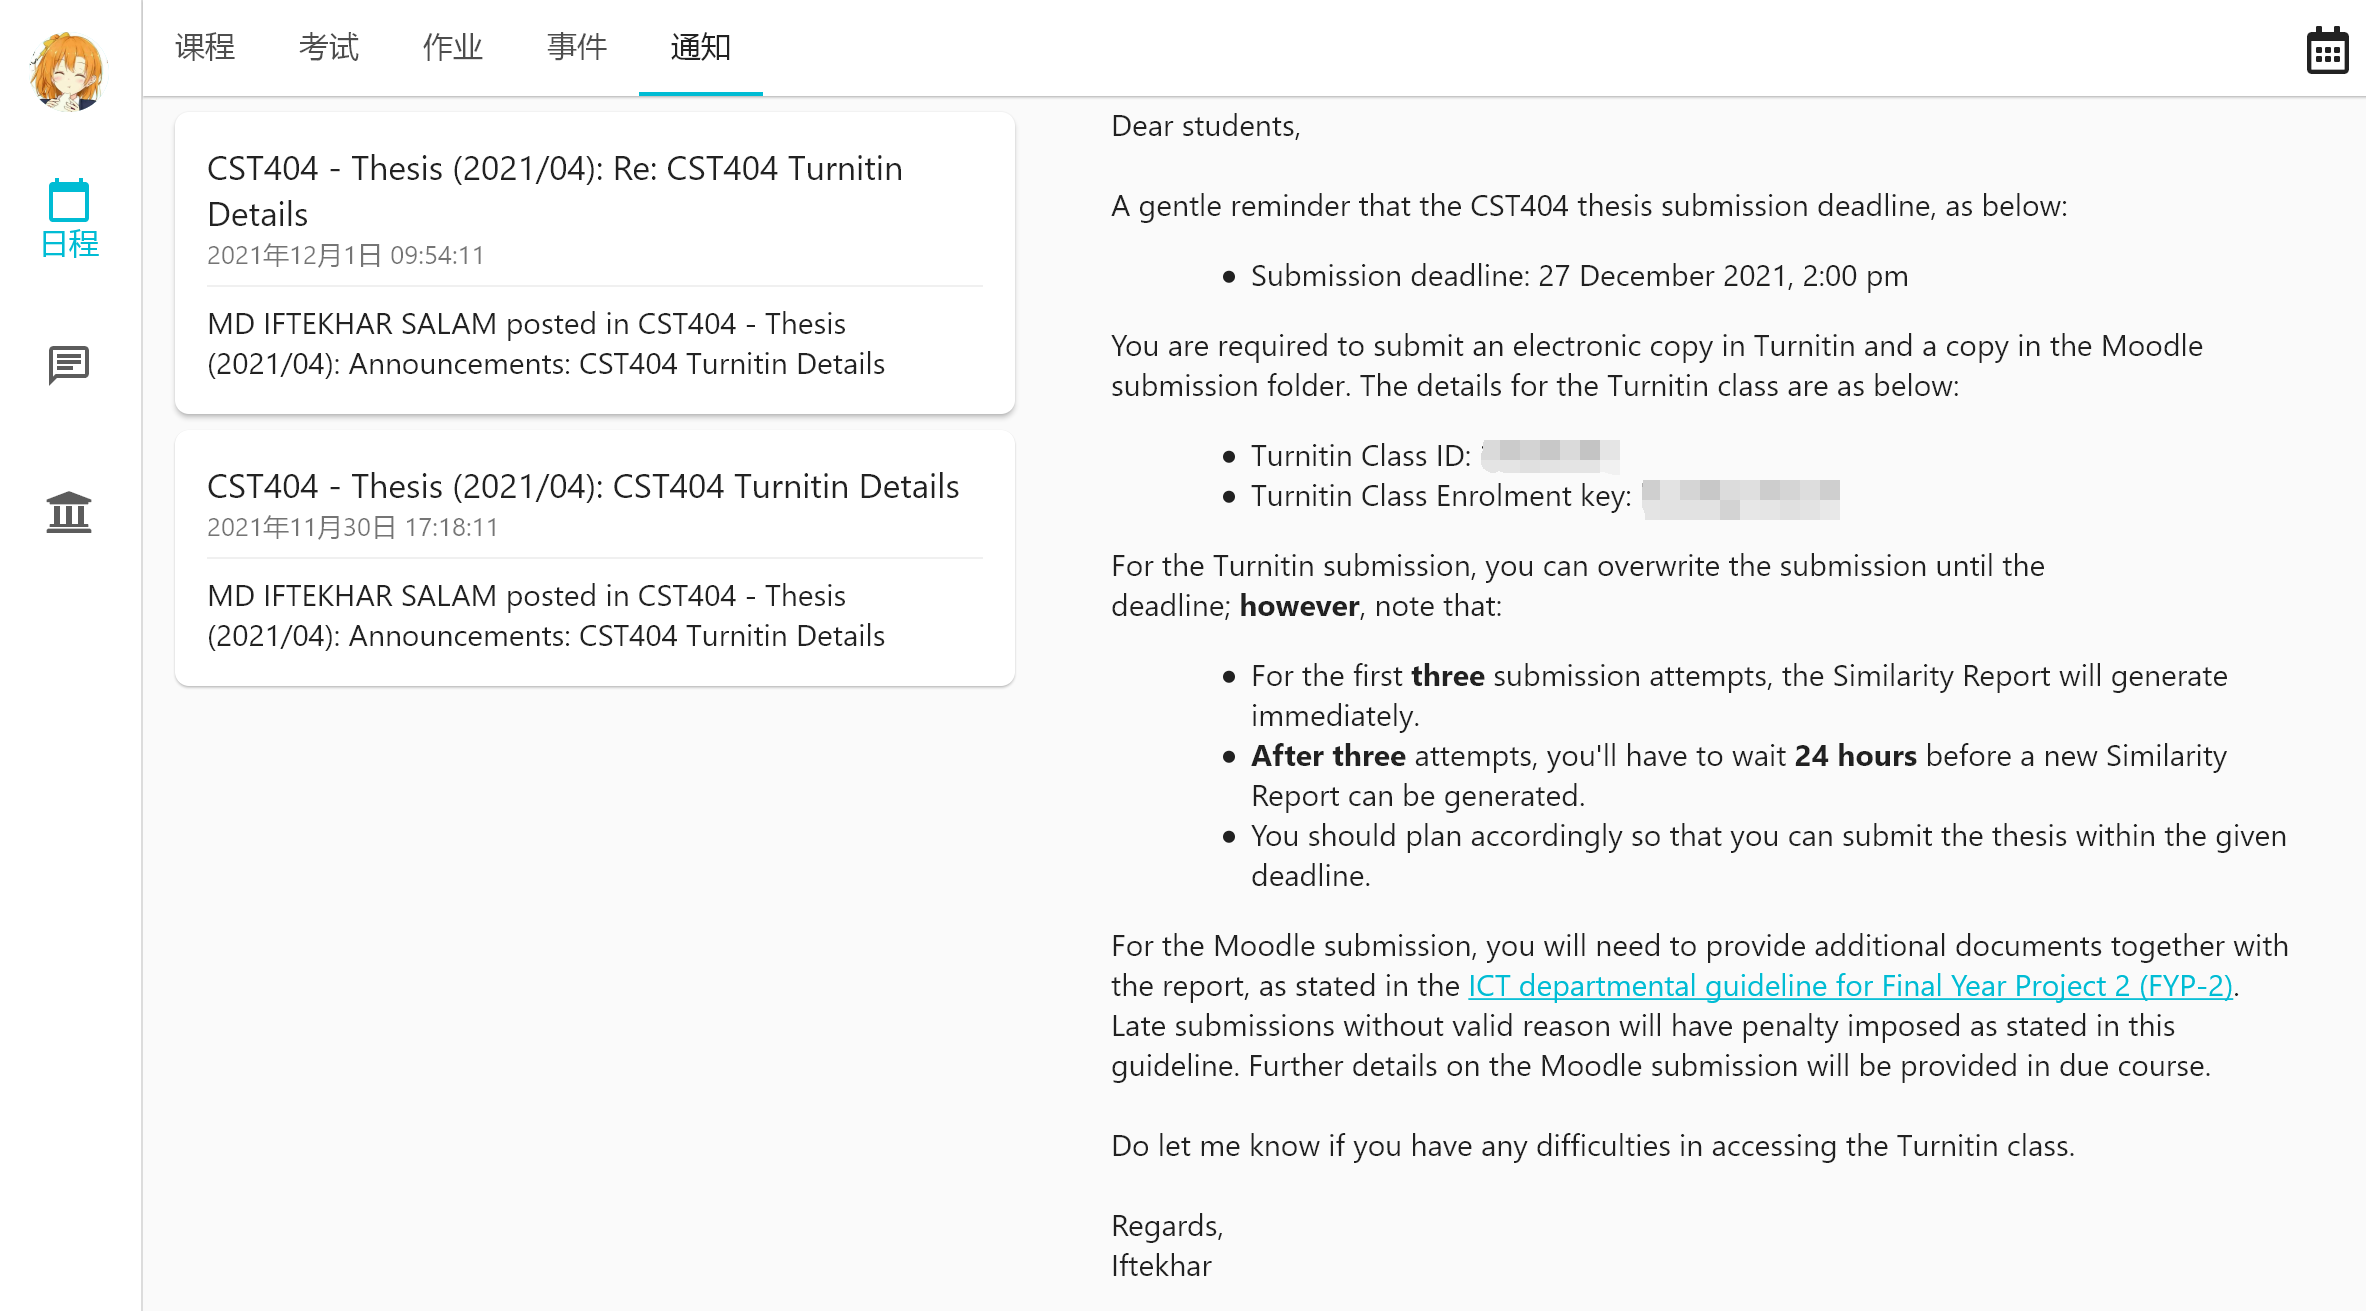 课程 考试 作业 事件 通知
日程
CST404 - Thesis (2021/04): Re: CST404 Turnitin
Details
2021年12月1日 09:54:11
MD IFTEKHAR SALAM posted in CST404 - Thesis
(2021/04): Announcements: CST404 Turnitin Details
CST404 - Thesis (2021/04): CST404 Turnitin Details
2021年11月30日 17:18:11
MD IFTEKHAR SALAM posted in CST404 - Thesis
(2021/04): Announcements: CST404 Turnitin Details
Dear students,
A gentle reminder that the CST404 thesis submission deadline, as below:
● Submission deadline: 27 December 2021, 2:00 pm
You are required to submit an electronic copy in Turnitin and a copy in the Moodle
submission folder. The details for the Turnitin class are as below:
● Turnitin Class ID:
● Turnitin Class Enrolment key:
For the Turnitin submission, you can overwrite the submission until the
deadline; however, note that:
● For the first three submission attempts, the Similarity Report will generate
immediately.
● After three attempts, you'll have to wait 24 hours before a new Similarity
Report can be generated.
● You should plan accordingly so that you can submit the thesis within the given
deadline.
For the Moodle submission, you will need to provide additional documents together with
the report, as stated in the ICT departmental guideline for Final Year Project 2 (FYP-2).
Late submissions without valid reason will have penalty imposed as stated in this
guideline. Further details on the Moodle submission will be provided in due course.
Do let me know if you have any difficulties in accessing the Turnitin class.
Regards,
Iftekhar